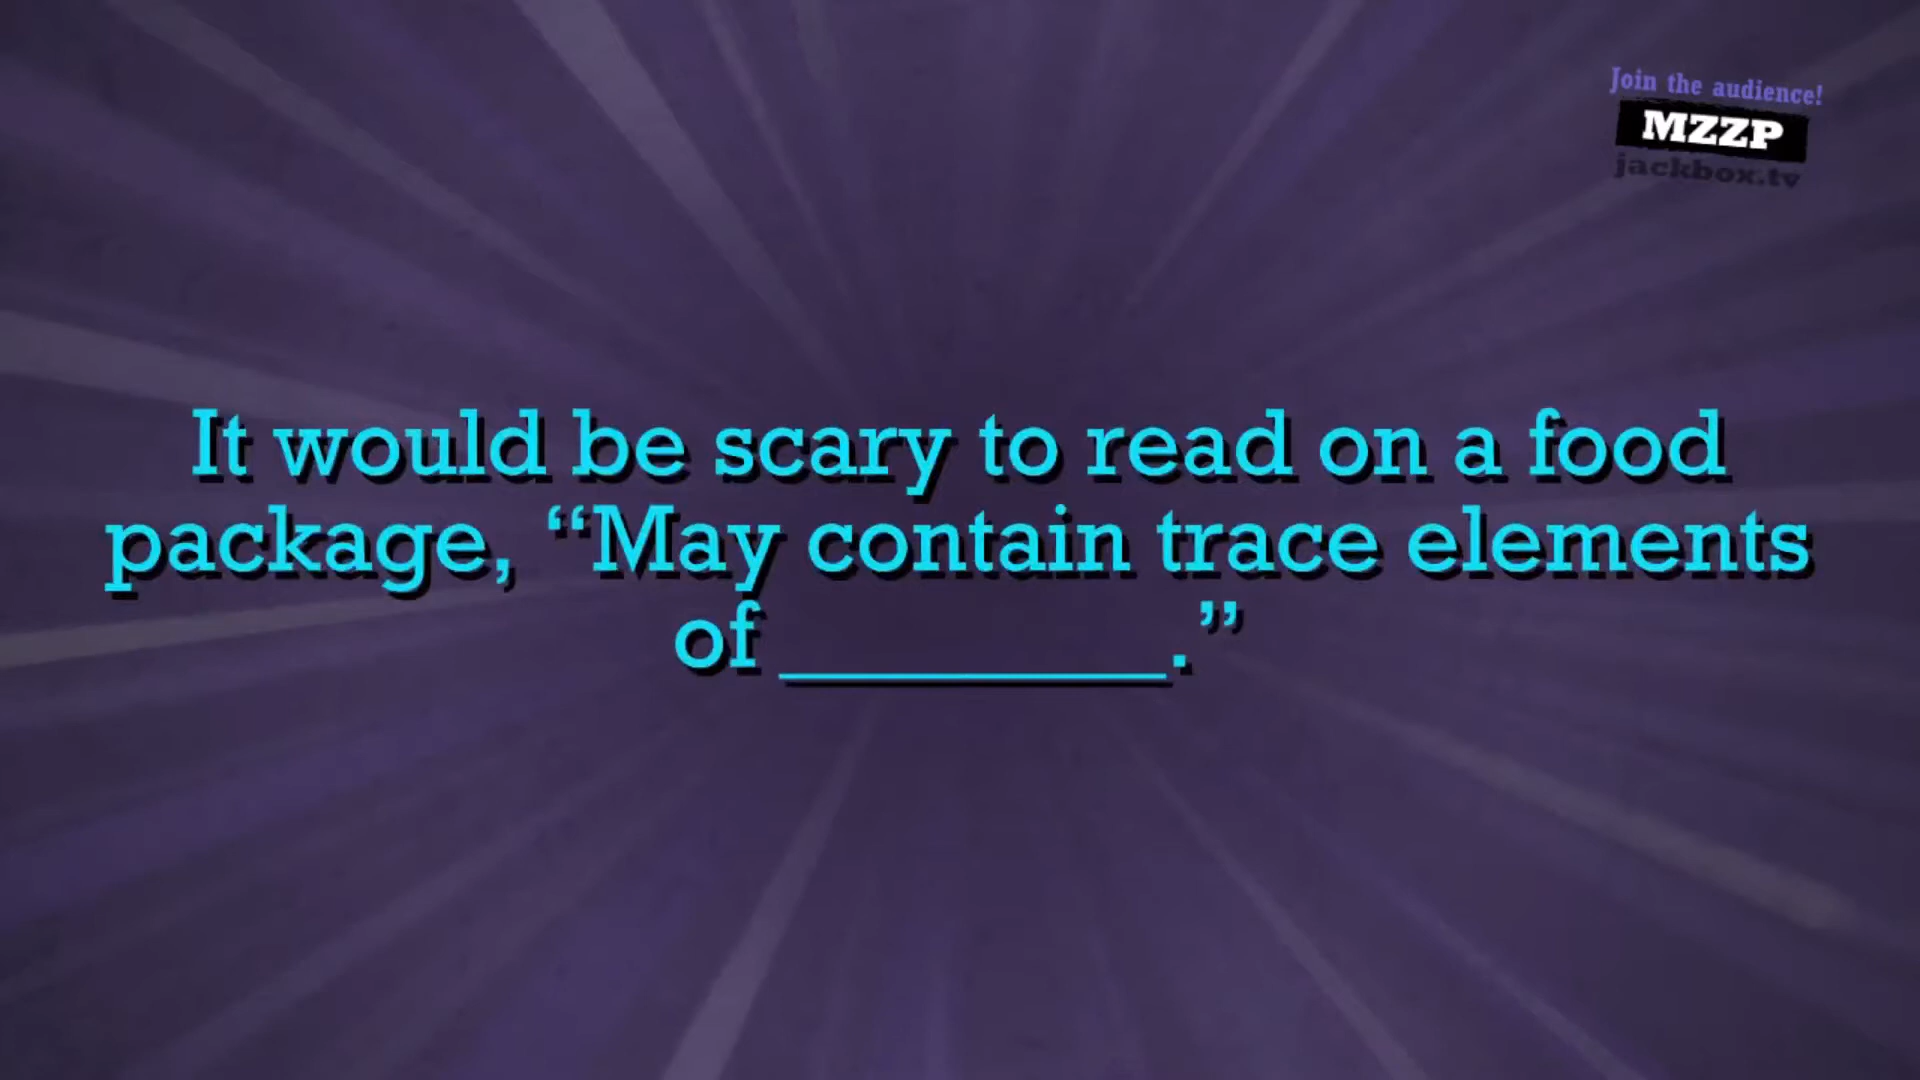 Join the audience!
MZZP
jackbox.tv
It would be scary to read on a food
package, “May contain trace elements
of __________.”